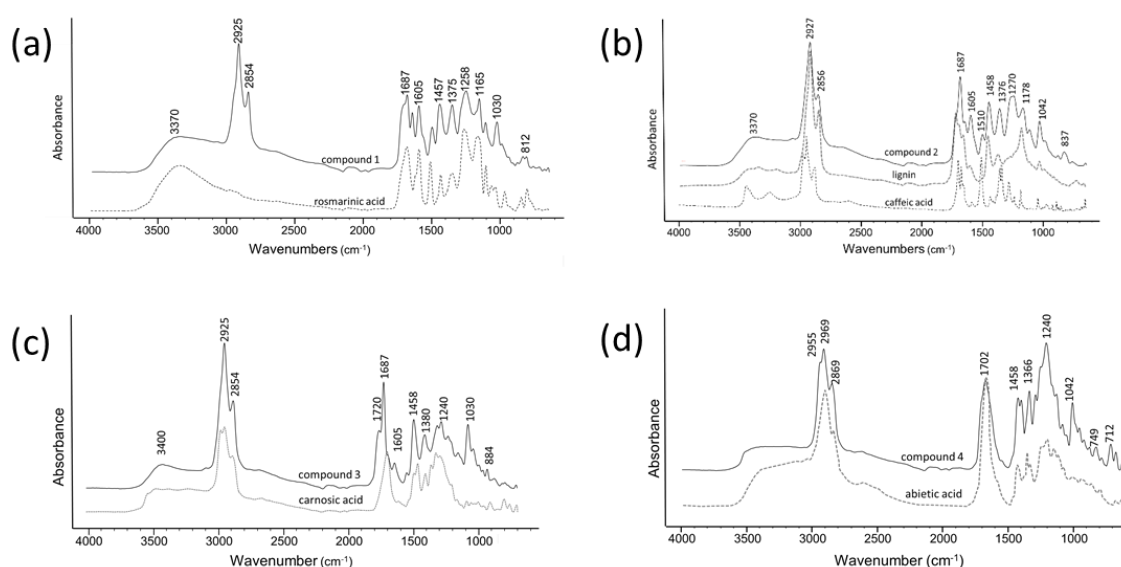 (a)
Absorbance
2925
2854
3370
1687
1605
1457
1375
1258
1165
1030
812
compound 1
rosmarinic acid
4000 3500 3000 2500 2000 1500 1000
Wavenumbers (cm-1)
(b)
Absorbance
2927
2856
3370
1687
1605
1510
1458
1376
1270
1178
1042
837
compound 2
lignin
caffeic acid
4000 3500 3000 2500 2000 1500 1000
Wavenumbers (cm-1)
(c)
Absorbance
2925
2854
3400
1720
1687
1605
1458
1380
1240
1030
884
compound 3
carnosic acid
4000 3000 2000 1000
Wavenumber (cm-1)
(d)
Absorbance
2955
2969
2869
1702
1458
1366
1240
1042
749
712
compound 4
abietic acid
4000 3500 3000 2500 2000 1500 1000
Wavenumber (cm-1)